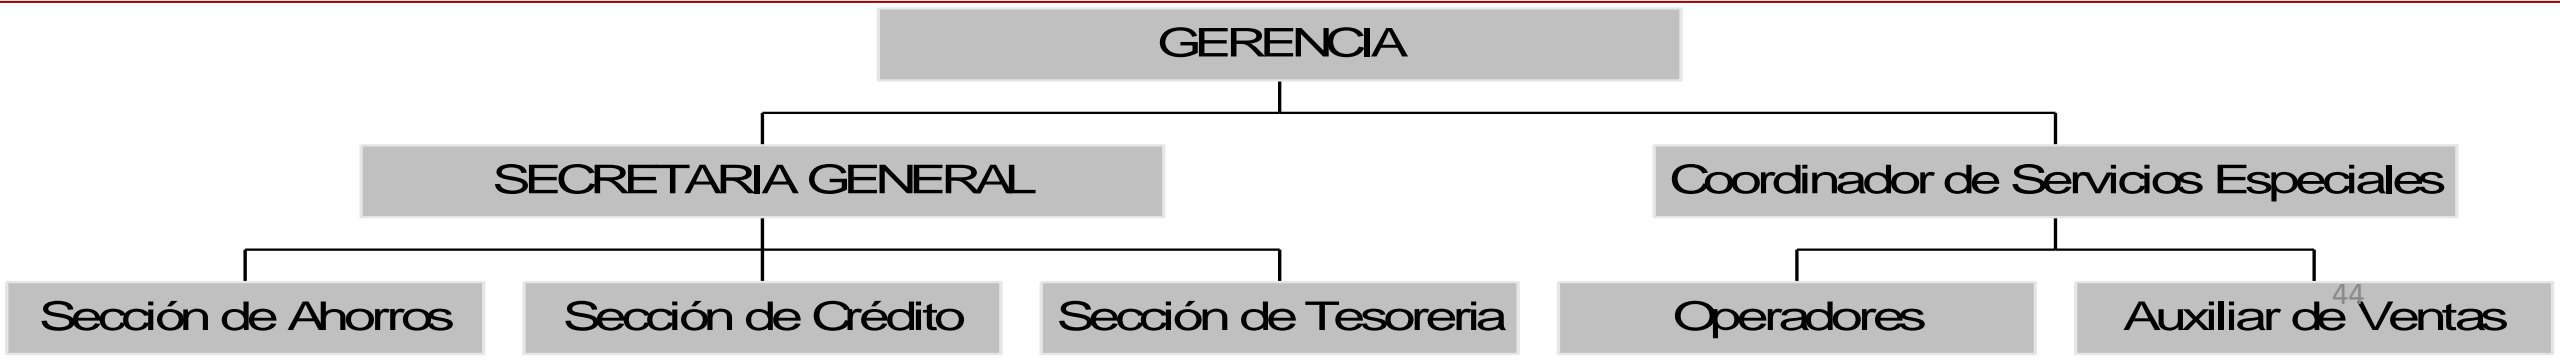 GERENCIA
SECRETARIA GENERAL
Coordinador de Servicios Especiales
Sección de Ahorros
Sección de Crédito
Sección de Tesoreria
Operadores
Auxiliar de Ventas
44